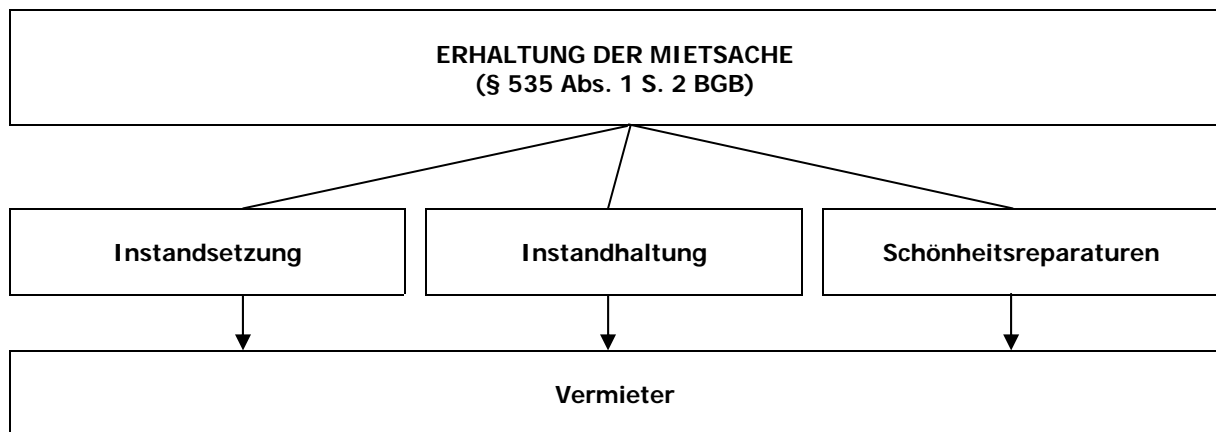 ERHALTUNG DER MIETSACHE
(§ 535 Abs. 1 S. 2 BGB)
Instandsetzung
Instandhaltung
Schönheitsreparaturen
Vermieter